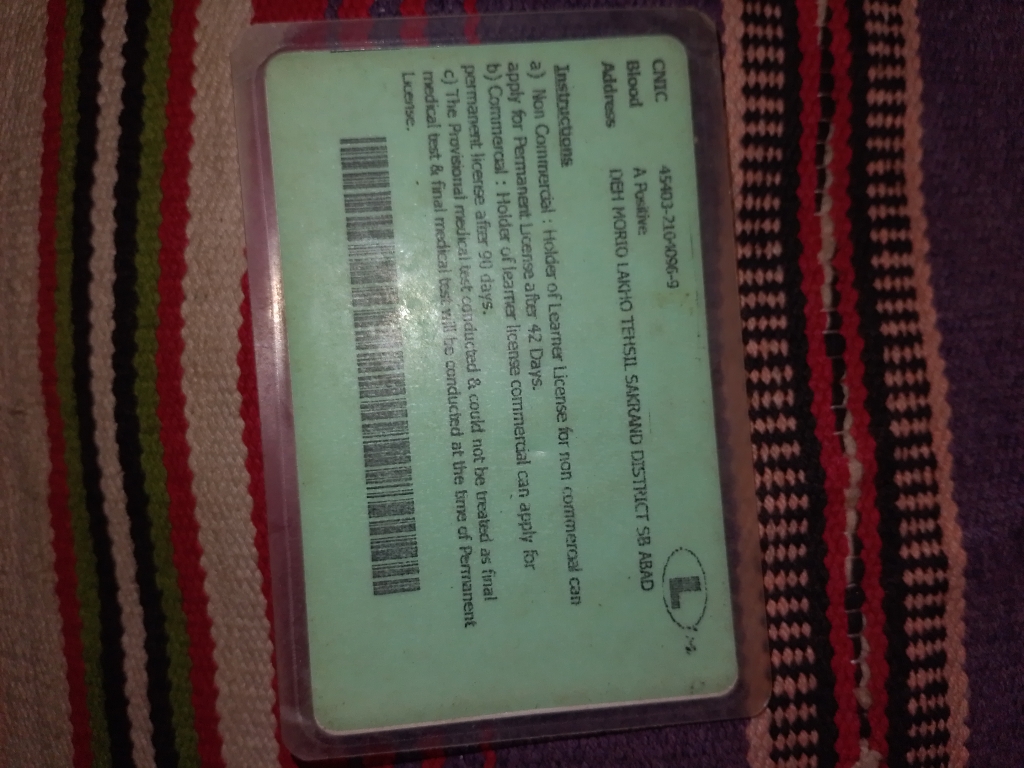 CNIC 45403-2104096-9
Blood A Positive
Address DEH MORIO LAKHO TEHSIL SAKRAND DISTRICT SB ABAD
L
Instructions
a) Non Commercial : Holder of Learner License for non commercial can
apply for Permanent License after 42 Days.
b) Commercial : Holder of learner license commercial can apply for
permanent license after 90 days.
c) The Provisional medical test conducted & could not be treated as final
medical test & final medical test will be conducted at the time of Permanent
License.